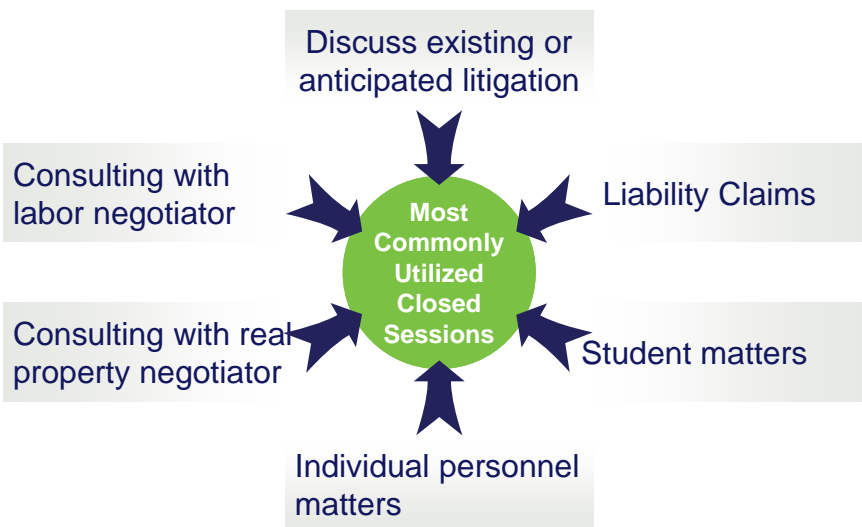 Discuss existing or
anticipated litigation
Consulting with
labor negotiator
Liability Claims
Most
Commonly
Utilized
Closed
Sessions
Consulting with real
property negotiator
Student matters
Individual personnel
matters